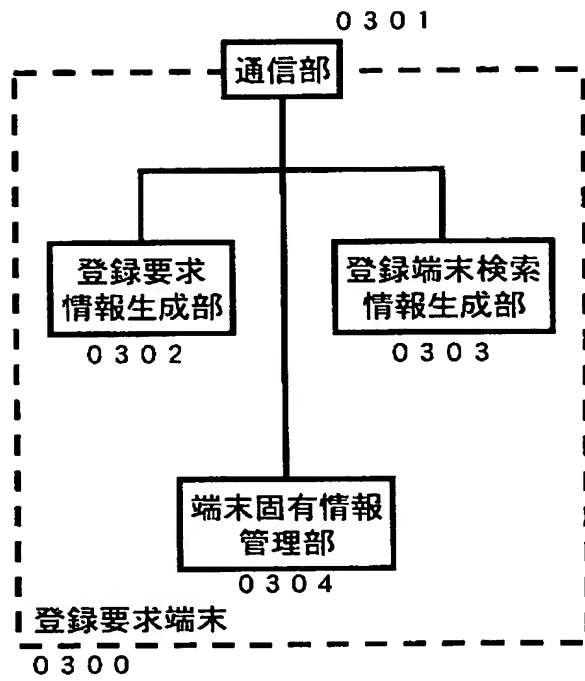 0301
通信部
登録要求
情報生成部
0302
登録端末検索
情報生成部
0303
端末固有情報
管理部
0304
登録要求端末
0300